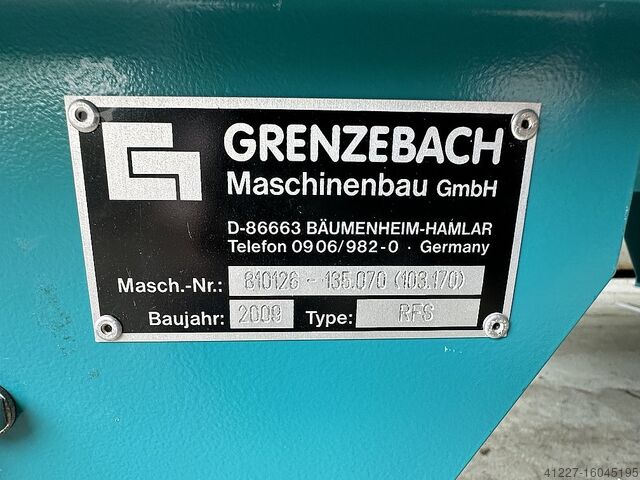 GRENZEBACH
Maschinenbau GmbH
D-86663 BÄUMENHEIM-HAMLAR
Telefon 0906/982-0 · Germany
Masch.-Nr.: 810126 - 135.070 (103.170)
Baujahr: 2009 Type: RFS
41227-16045195